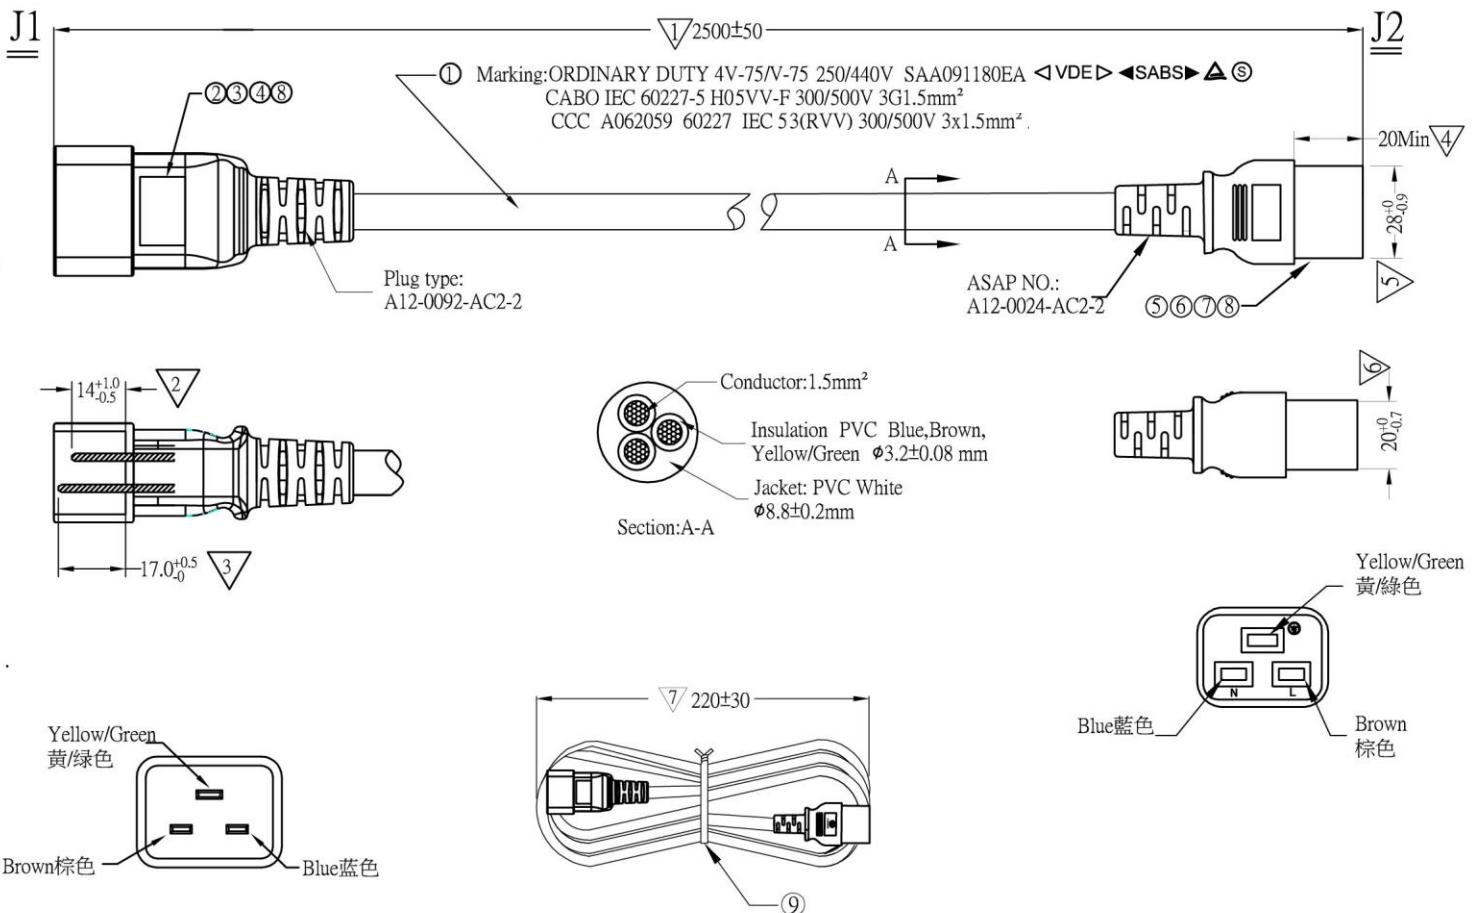 J1
1 2500±50
J2
① Marking:ORDINARY DUTY 4V-75/V-75 250/440V SAA091180EA ◁VDE▷ ◀SABS▶ Ⓢ
CABO IEC 60227-5 H05VV-F 300/500V 3G1.5mm²
CCC A062059 60227 IEC 53(RVV) 300/500V 3x1.5mm².
②③④⑧
20Min 4
A
28+0-0.9
A
5
Plug type:
A12-0092-AC2-2
ASAP NO.:
A12-0024-AC2-2
⑤⑥⑦⑧
14+1.0-0.5 2
Conductor:1.5mm²
6
Insulation PVC Blue,Brown,
Yellow/Green Φ3.2±0.08 mm
20+0-0.7
Jacket: PVC White
Φ8.8±0.2mm
Section:A-A
17.0+0.5-0 3
Yellow/Green
黃/綠色
N L
Blue藍色
Brown
棕色
7 220±30
Yellow/Green
黄/绿色
Brown棕色
Blue蓝色
⑨